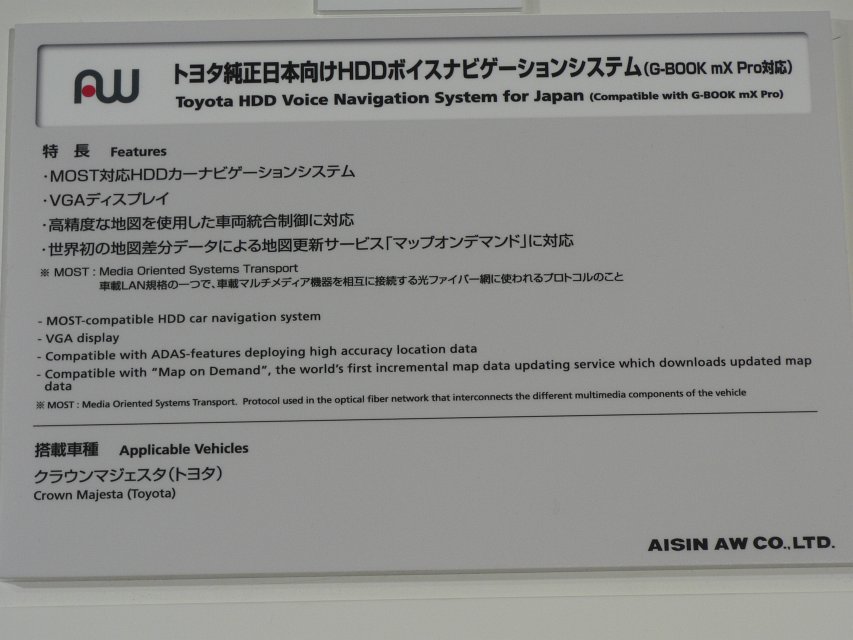 AW
トヨタ純正日本向けHDDボイスナビゲーションシステム(G-BOOK mX Pro対応)
Toyota HDD Voice Navigation System for Japan (Compatible with G-BOOK mX Pro)
特 長 Features
・MOST対応HDDカーナビゲーションシステム
・VGAディスプレイ
・高精度な地図を使用した車両統合制御に対応
・世界初の地図差分データによる地図更新サービス「マップオンデマンド」に対応
※ MOST : Media Oriented Systems Transport
車載LAN規格の一つで、車載マルチメディア機器を相互に接続する光ファイバー網に使われるプロトコルのこと
- MOST-compatible HDD car navigation system
- VGA display
- Compatible with ADAS-features deploying high accuracy location data
- Compatible with "Map on Demand", the world's first incremental map data updating service which downloads updated map
data
※ MOST : Media Oriented Systems Transport. Protocol used in the optical fiber network that interconnects the different multimedia components of the vehicle
搭載車種 Applicable Vehicles
クラウンマジェスタ(トヨタ)
Crown Majesta (Toyota)
AISIN AW CO.,LTD.